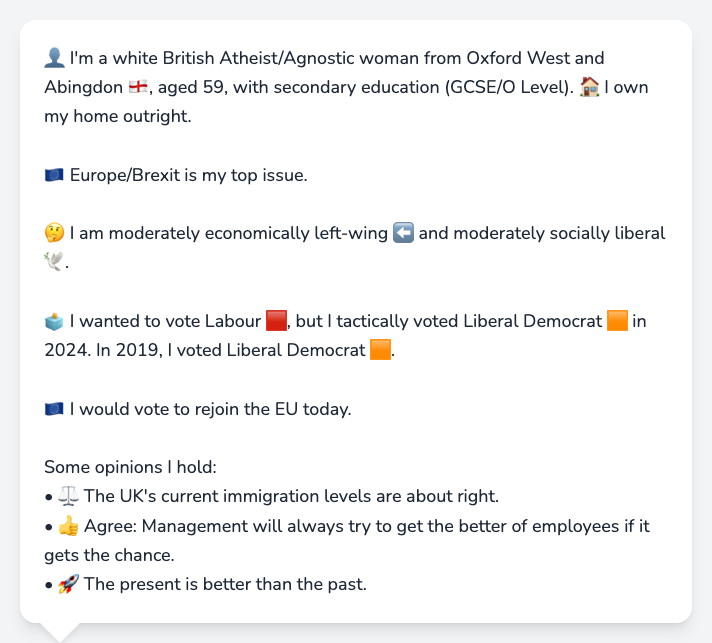 👤 I'm a white British Atheist/Agnostic woman from Oxford West and
Abingdon 🏴󠁧󠁢󠁥󠁮󠁧󠁿, aged 59, with secondary education (GCSE/O Level). 🏠 I own
my home outright.
🇪🇺 Europe/Brexit is my top issue.
🤔 I am moderately economically left-wing ⬅️ and moderately socially liberal
🕊️.
🗳️ I wanted to vote Labour 🟥, but I tactically voted Liberal Democrat 🟧 in
2024. In 2019, I voted Liberal Democrat 🟧.
🇪🇺 I would vote to rejoin the EU today.
Some opinions I hold:
• ⚖️ The UK's current immigration levels are about right.
• 👍 Agree: Management will always try to get the better of employees if it
gets the chance.
• 🚀 The present is better than the past.